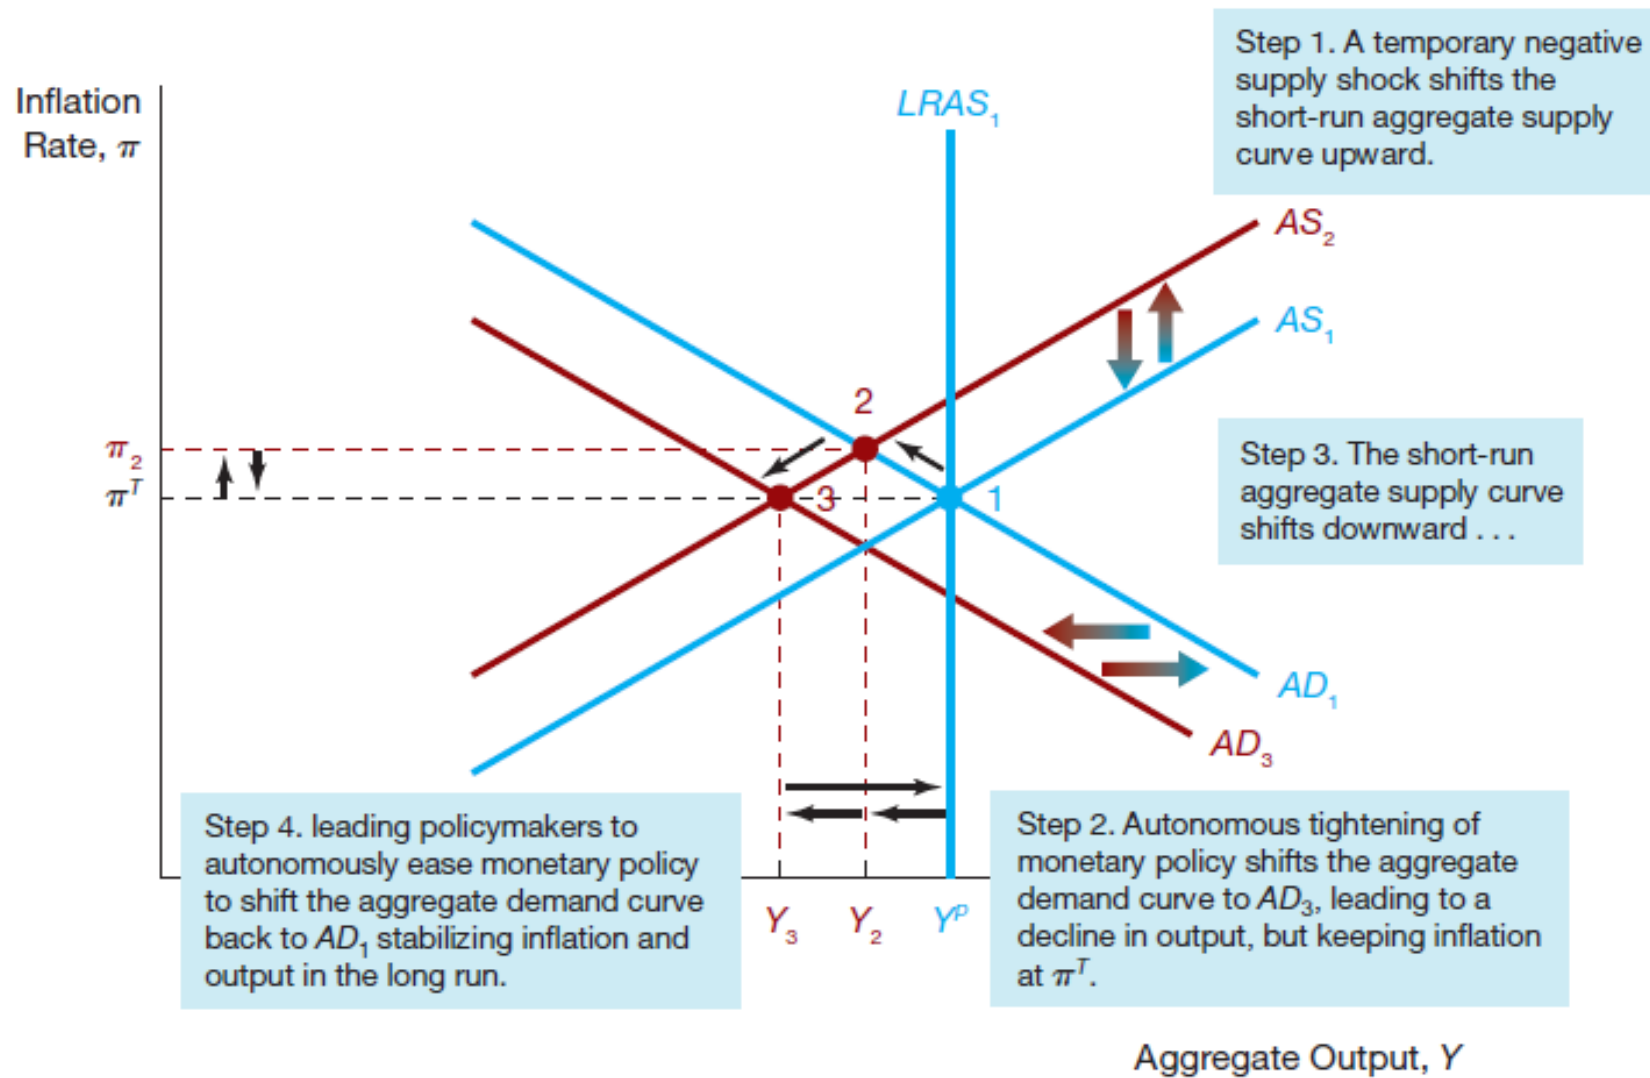 Step 1. A temporary negative
supply shock shifts the
short-run aggregate supply
curve upward.
Inflation
Rate, π
LRAS₁
AS₂
AS₁
2
π₂
πᵀ
3
1
Step 3. The short-run
aggregate supply curve
shifts downward . . .
AD₁
AD₃
Step 4. leading policymakers to
autonomously ease monetary policy
to shift the aggregate demand curve
back to AD₁ stabilizing inflation and
output in the long run.
Step 2. Autonomous tightening of
monetary policy shifts the aggregate
demand curve to AD₃, leading to a
decline in output, but keeping inflation
at πᵀ.
Y₃ Y₂ Yᴾ
Aggregate Output, Y